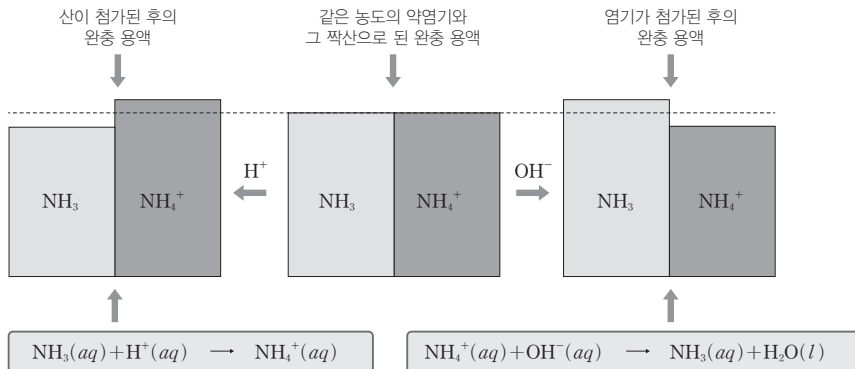 산이 첨가된 후의
완충 용액
같은 농도의 약염기와
그 짝산으로 된 완충 용액
염기가 첨가된 후의
완충 용액
NH₃
NH₄⁺
H⁺
NH₃
NH₄⁺
OH⁻
NH₃
NH₄⁺
NH₃(aq)+H⁺(aq) → NH₄⁺(aq)
NH₄⁺(aq)+OH⁻(aq) → NH₃(aq)+H₂O(l)